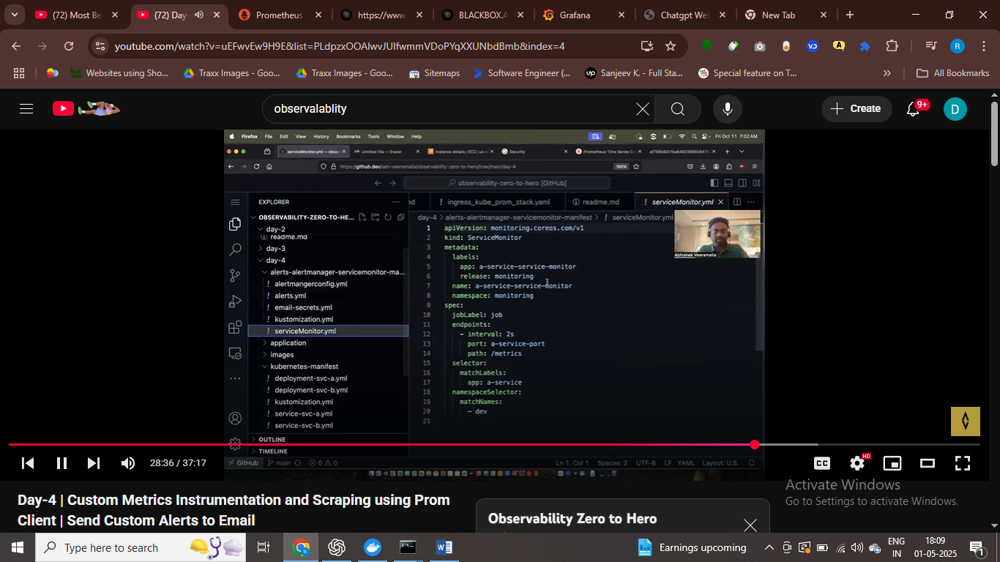 (72) Most Be
(72) Day-
Prometheus
https://www.
BLACKBOX.A
Grafana
Chatgpt Web
New Tab
youtube.com/watch?v=uEFwvEw9H9E&list=PLdpzxOOAlwvJUlfwmmVDoPYqXXUNbdBmb&index=4
R
Websites using Sho...
Traxx Images - Goo...
Traxx Images - Goo...
Sitemaps
Software Engineer (...
up
Sanjeev K. - Full Sta...
Special feature on T...
»
All Bookmarks
observalablity
Create
9+
D
Firefox File Edit View History Bookmarks Tools Window Help
Fri Oct 11 7:02 AM
serviceMonitor.yml — obser
Untitled File — Eraser
Instance details | EC2 | us-e
Security
Prometheus Time Series Co
https://github.dev/iam-veeramalla/observability-zero-to-hero/tree/main/day-4
150%
observability-zero-to-hero [GitHub]
EXPLORER
ingress_kube_prom_stack.yaml
readme.md
serviceMonitor.yml
OBSERVABILITY-ZERO-TO-HE...
day-4 > alerts-alertmanager-servicemonitor-manifest > ! serviceMonitor.yml
day-2
readme.md
day-3
day-4
alerts-alertmanager-servicemonitor-ma...
alertmangerconfig.yml
alerts.yml
email-secrets.yml
kustomization.yml
serviceMonitor.yml
application
images
kubernetes-manifest
deployment-svc-a.yml
deployment-svc-b.yml
kustomization.yml
service-svc-a.yml
service-svc-b.yml
OUTLINE
TIMELINE
1 apiVersion: monitoring.coreos.com/v1
2 kind: ServiceMonitor
3 metadata:
4 labels:
5 app: a-service-service-monitor
6 release: monitoring
7 name: a-service-service-monitor
8 namespace: monitoring
9 spec:
10 jobLabel: job
11 endpoints:
12 - interval: 2s
13 port: a-service-port
14 path: /metrics
15 selector:
16 matchLabels:
17 app: a-service
18 namespaceSelector:
19 matchNames:
20 - dev
21
Abhishek Veeramalla
GitHub main 0 0
Ln 1, Col 1 Spaces: 2 UTF-8 LF YAML Layout: U.S.
28:36 / 37:17
CC
HD
Day-4 | Custom Metrics Instrumentation and Scraping using Prom
Client | Send Custom Alerts to Email
Observability Zero to Hero
Activate Windows
Go to Settings to activate Windows.
Type here to search
Earnings upcoming
ENG
IN
18:09
01-05-2025
1